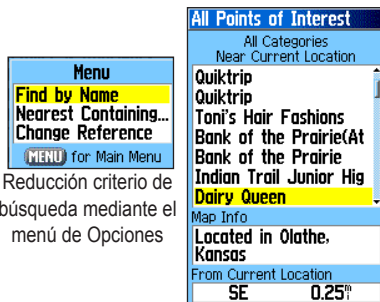 Menu
Find by Name
Nearest Containing...
Change Reference
MENU for Main Menu
Reducción criterio de
búsqueda mediante el
menú de Opciones
All Points of Interest
All Categories
Near Current Location
Quiktrip
Quiktrip
Toni's Hair Fashions
Bank of the Prairie(At
Bank of the Prairie
Indian Trail Junior Hig
Dairy Queen
Map Info
Located in Olathe,
Kansas
From Current Location
SE 0.25mi